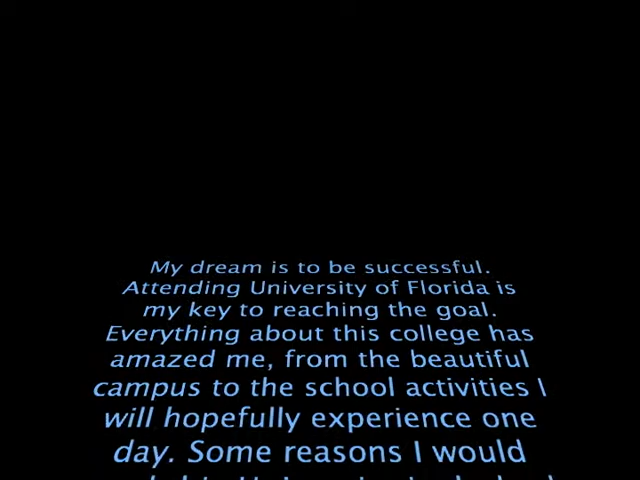 My dream is to be successful.
Attending University of Florida is
my key to reaching the goal.
Everything about this college has
amazed me, from the beautiful
campus to the school activities I
will hopefully experience one
day. Some reasons I would